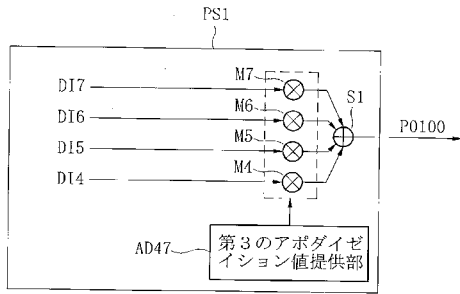 PS1
DI7
M7
S1
DI6
M6
P0100
DI5
M5
DI4
M4
AD47
第3のアポダイゼ
イション値提供部